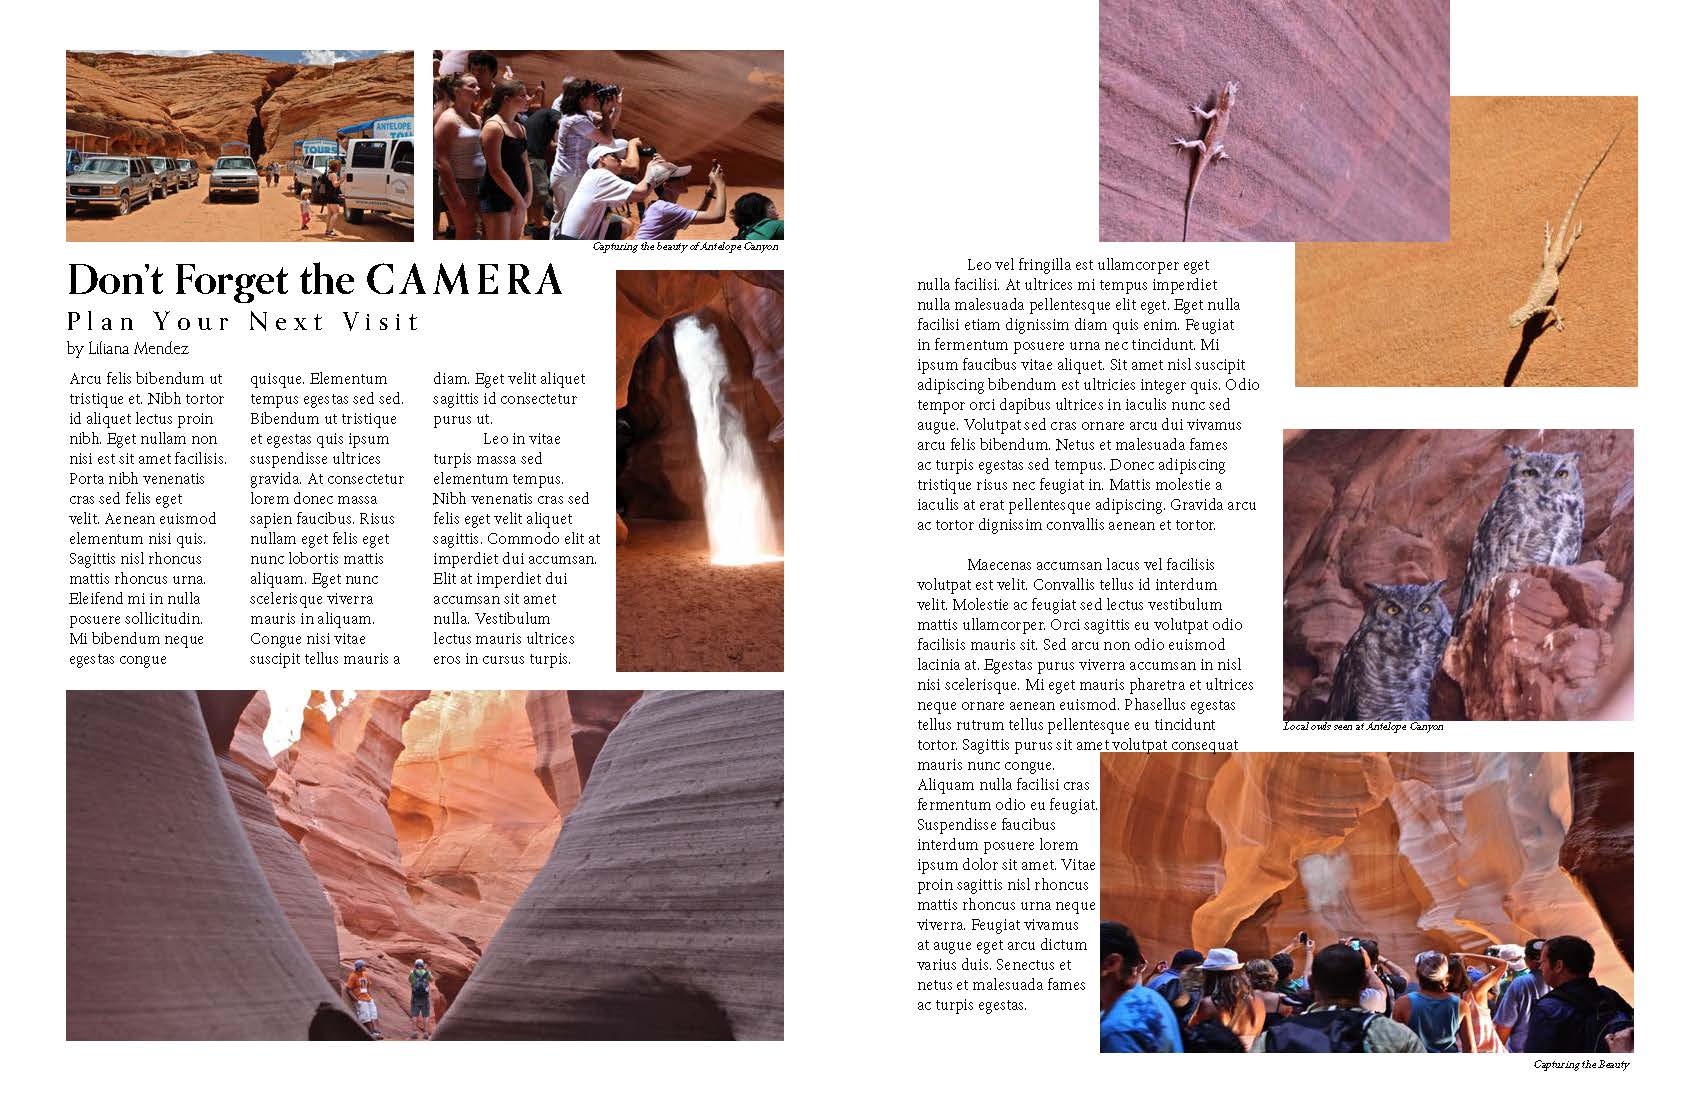 ANTELOPE
TOU
TOURS
Capturing the beauty of Antelope Canyon
Don't Forget the CAMERA
Plan Your Next Visit
by Liliana Mendez
Arcu felis bibendum ut
tristique et. Nibh tortor
id aliquet lectus proin
nibh. Eget nullam non
nisi est sit amet facilisis.
Porta nibh venenatis
cras sed felis eget
velit. Aenean euismod
elementum nisi quis.
Sagittis nisl rhoncus
mattis rhoncus urna.
Eleifend mi in nulla
posuere sollicitudin.
Mi bibendum neque
egestas congue
quisque. Elementum
tempus egestas sed sed.
Bibendum ut tristique
et egestas quis ipsum
suspendisse ultrices
gravida. At consectetur
lorem donec massa
sapien faucibus. Risus
nullam eget felis eget
nunc lobortis mattis
aliquam. Eget nunc
scelerisque viverra
mauris in aliquam.
Congue nisi vitae
suscipit tellus mauris a
diam. Eget velit aliquet
sagittis id consectetur
purus ut.
Leo in vitae
turpis massa sed
elementum tempus.
Nibh venenatis cras sed
felis eget velit aliquet
sagittis. Commodo elit at
imperdiet dui accumsan.
Elit at imperdiet dui
accumsan sit amet
nulla. Vestibulum
lectus mauris ultrices
eros in cursus turpis.
Leo vel fringilla est ullamcorper eget
nulla facilisi. At ultrices mi tempus imperdiet
nulla malesuada pellentesque elit eget. Eget nulla
facilisi etiam dignissim diam quis enim. Feugiat
in fermentum posuere urna nec tincidunt. Mi
ipsum faucibus vitae aliquet. Sit amet nisl suscipit
adipiscing bibendum est ultricies integer quis. Odio
tempor orci dapibus ultrices in iaculis nunc sed
augue. Volutpat sed cras ornare arcu dui vivamus
arcu felis bibendum. Netus et malesuada fames
ac turpis egestas sed tempus. Donec adipiscing
tristique risus nec feugiat in. Mattis molestie a
iaculis at erat pellentesque adipiscing. Gravida arcu
ac tortor dignissim convallis aenean et tortor.
Maecenas accumsan lacus vel facilisis
volutpat est velit. Convallis tellus id interdum
velit. Molestie ac feugiat sed lectus vestibulum
mattis ullamcorper. Orci sagittis eu volutpat odio
facilisis mauris sit. Sed arcu non odio euismod
lacinia at. Egestas purus viverra accumsan in nisl
nisi scelerisque. Mi eget mauris pharetra et ultrices
neque ornare aenean euismod. Phasellus egestas
tellus rutrum tellus pellentesque eu tincidunt
tortor. Sagittis purus sit amet volutpat consequat
mauris nunc congue.
Aliquam nulla facilisi cras
fermentum odio eu feugiat.
Suspendisse faucibus
interdum posuere lorem
ipsum dolor sit amet. Vitae
proin sagittis nisl rhoncus
mattis rhoncus urna neque
viverra. Feugiat vivamus
at augue eget arcu dictum
varius duis. Senectus et
netus et malesuada fames
ac turpis egestas.
Local owls seen at Antelope Canyon
Capturing the Beauty